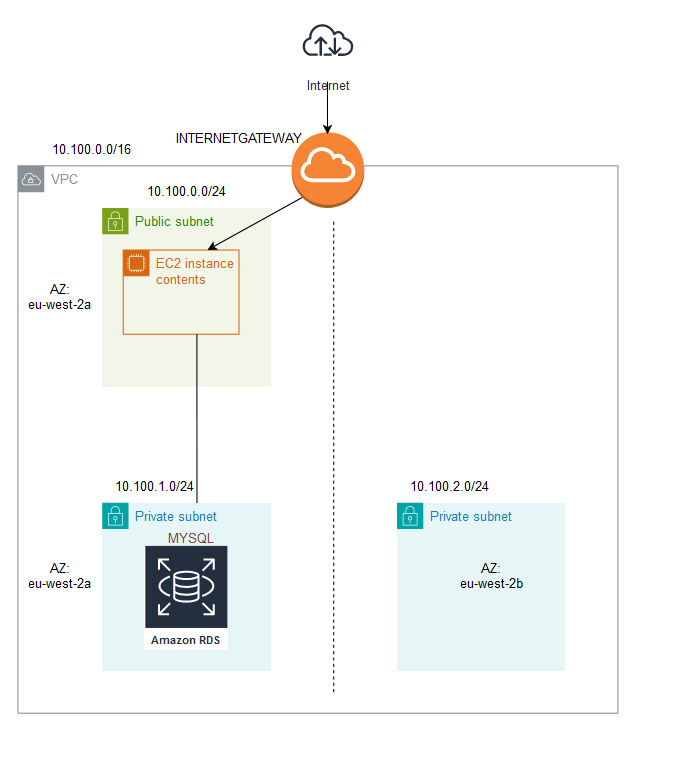 Internet
INTERNETGATEWAY
10.100.0.0/16
VPC
10.100.0.0/24
Public subnet
EC2 instance
contents
AZ:
eu-west-2a
10.100.1.0/24
Private subnet
MYSQL
Amazon RDS
AZ:
eu-west-2a
10.100.2.0/24
Private subnet
AZ:
eu-west-2b